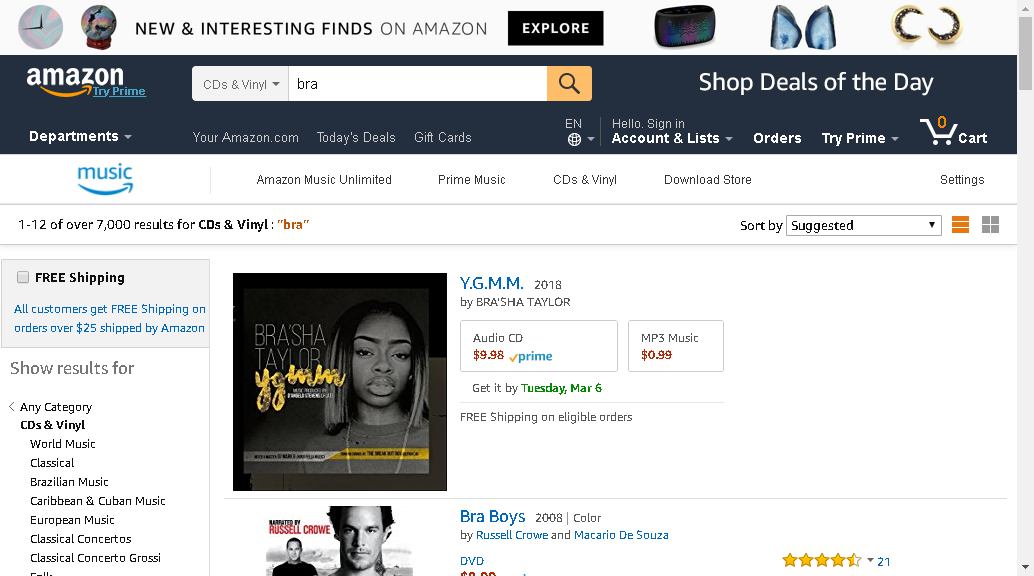 NEW & INTERESTING FINDS ON AMAZON EXPLORE
amazon
Try Prime
CDs & Vinyl bra
Shop Deals of the Day
Departments
Your Amazon.com Today's Deals Gift Cards
EN
Hello. Sign in
Account & Lists
Orders
Try Prime
0
Cart
music
Amazon Music Unlimited Prime Music CDs & Vinyl Download Store Settings
1-12 of over 7,000 results for CDs & Vinyl : "bra"
Sort by Suggested
FREE Shipping
All customers get FREE Shipping on
orders over $25 shipped by Amazon
Show results for
Any Category
CDs & Vinyl
World Music
Classical
Brazilian Music
Caribbean & Cuban Music
European Music
Classical Concertos
Classical Concerto Grossi
BRA'SHA
TAYLOR
Y.G.M.M. 2018
by BRA'SHA TAYLOR
Audio CD
$9.98 prime
MP3 Music
$0.99
Get it by Tuesday, Mar 6
FREE Shipping on eligible orders
NARRATED BY
RUSSELL CROWE
Bra Boys 2008 | Color
by Russell Crowe and Macario De Souza
DVD
21